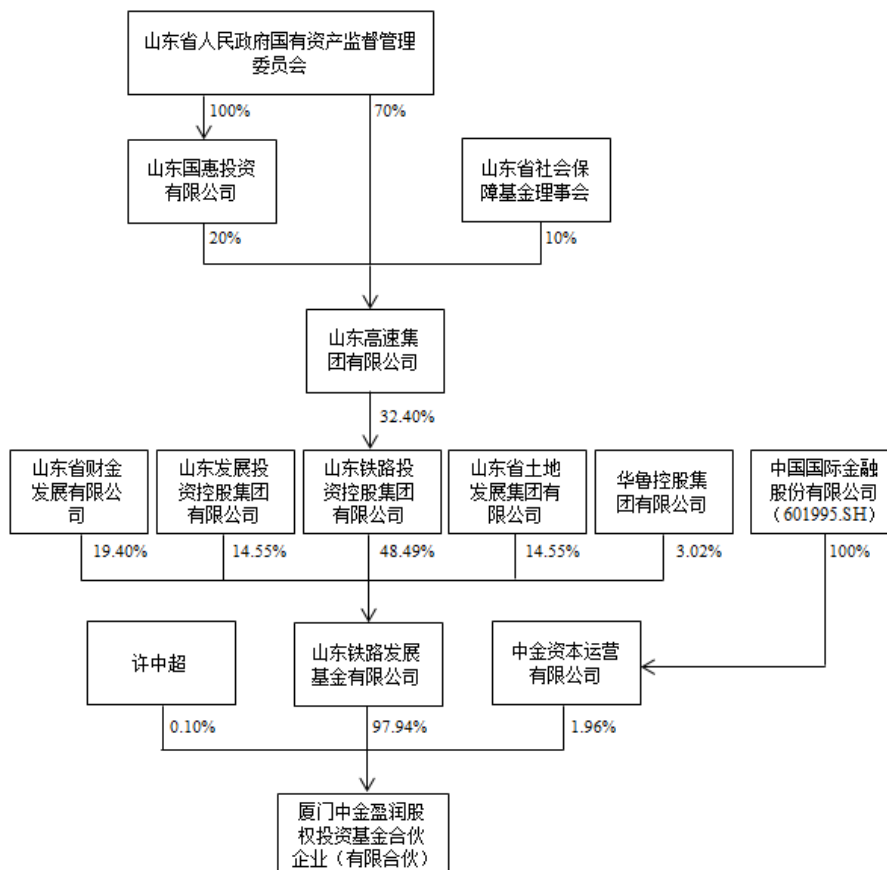 山东省人民政府国有资产监督管理
委员会
100%
70%
山东国惠投资
有限公司
山东省社会保
障基金理事会
20%
10%
山东高速集
团有限公司
32.40%
山东省财金
发展有限公
司
山东发展投
资控股集团
有限公司
山东铁路投
资控股集团
有限公司
山东省土地
发展集团有
限公司
华鲁控股集
团有限公司
中国国际金融
股份有限公司
（601995.SH）
19.40%
14.55%
48.49%
14.55%
3.02%
100%
许中超
山东铁路发展
基金有限公司
中金资本运营
有限公司
0.10%
97.94%
1.96%
厦门中金盈润股
权投资基金合伙
企业（有限合伙）